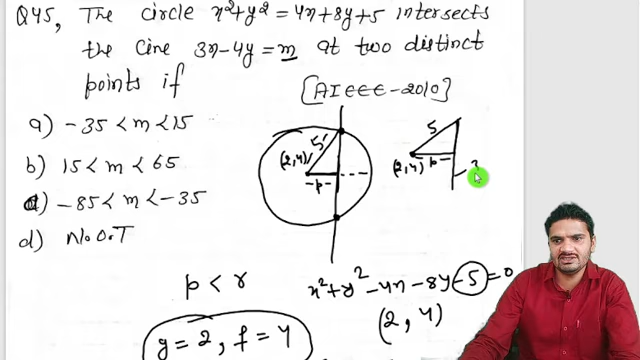 Q45, The circle x²+y² = 4x+8y+5 intersects
the line 3x-4y = m at two distinct
points if
[AIEEE-2010]
a) -35 < m < 15
b) 15 < m < 65
c) -85 < m < -35
d) N.O.T
5
(2,4)
-p-
5
(2,4)
p-
3
p < r
x²+y²-4x-8y-5=0
(2, 4)
g=2, f=4